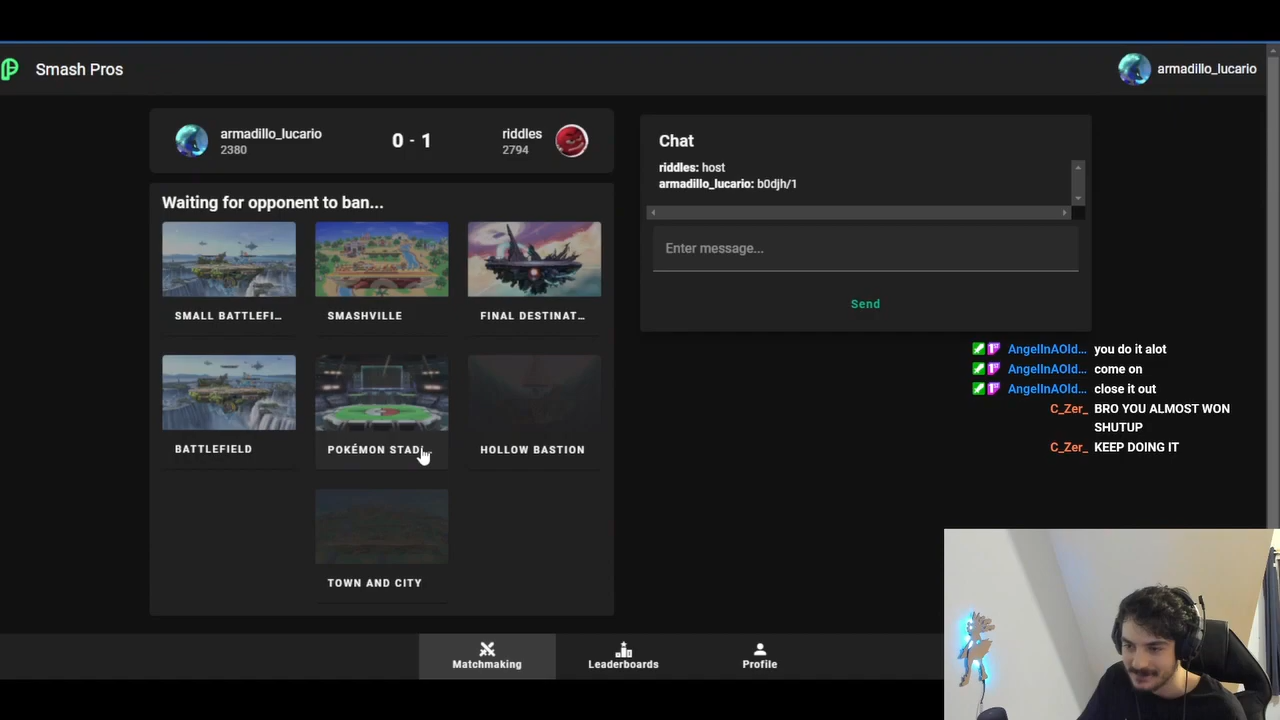 Smash Pros
armadillo_lucario
armadillo_lucario
2380
0 - 1
riddles
2794
Waiting for opponent to ban...
SMALL BATTLEFI...
SMASHVILLE
FINAL DESTINAT...
BATTLEFIELD
POKÉMON STADI...
HOLLOW BASTION
TOWN AND CITY
Chat
riddles: host
armadillo_lucario: b0djh/1
Enter message...
Send
AngelInAOld... you do it alot
AngelInAOld... come on
AngelInAOld... close it out
C_Zer_ BRO YOU ALMOST WON
SHUTUP
C_Zer_ KEEP DOING IT
Matchmaking
Leaderboards
Profile